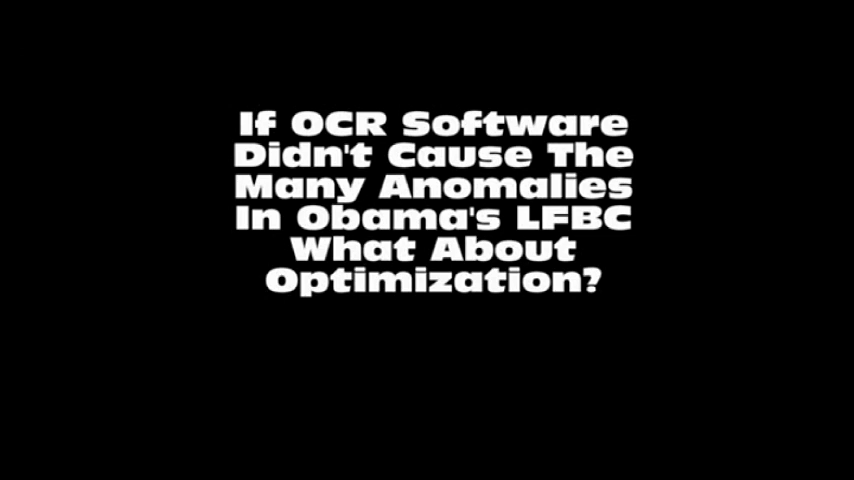 If OCR Software
Didn't Cause The
Many Anomalies
In Obama's LFBC
What About
Optimization?